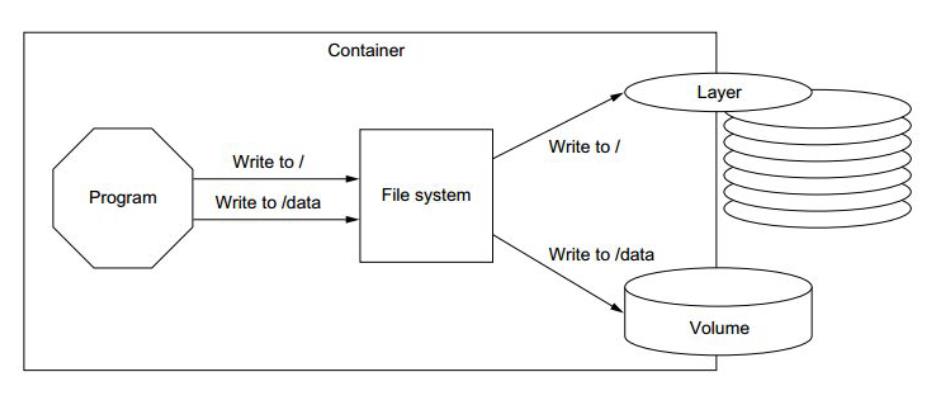 Container
Layer
Write to /
Write to /
Program
File system
Write to /data
Write to /data
Volume